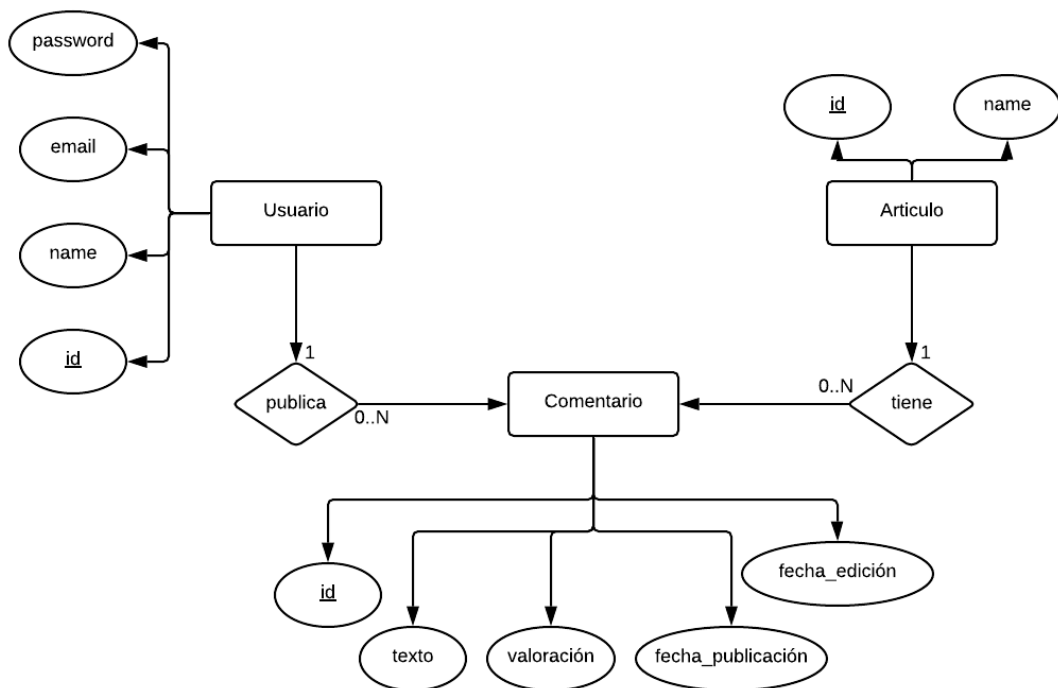 password
id
name
email
Usuario
Articulo
name
id
1
1
publica
0..N
Comentario
0..N
tiene
id
fecha_edición
texto
valoración
fecha_publicación